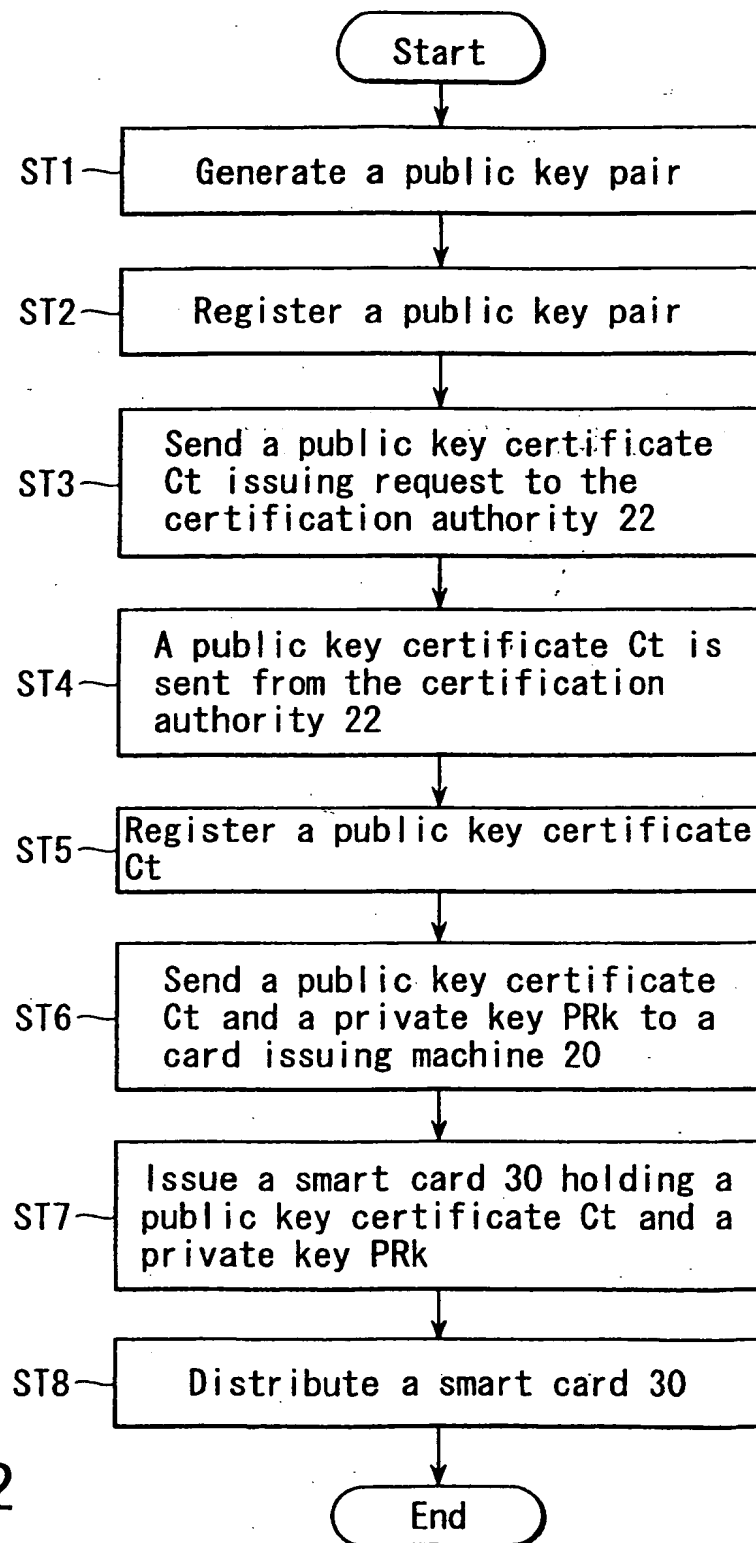 Start
ST1
Generate a public key pair
ST2
Register a public key pair
ST3
Send a public key certificate
Ct issuing request to the
certification authority 22
ST4
A public key certificate Ct is
sent from the certification
authority 22
ST5
Register a public key certificate
Ct
ST6
Send a public key certificate
Ct and a private key PRk to a
card issuing machine 20
ST7
Issue a smart card 30 holding a
public key certificate Ct and a
private key PRk
ST8
Distribute a smart card 30
2
End